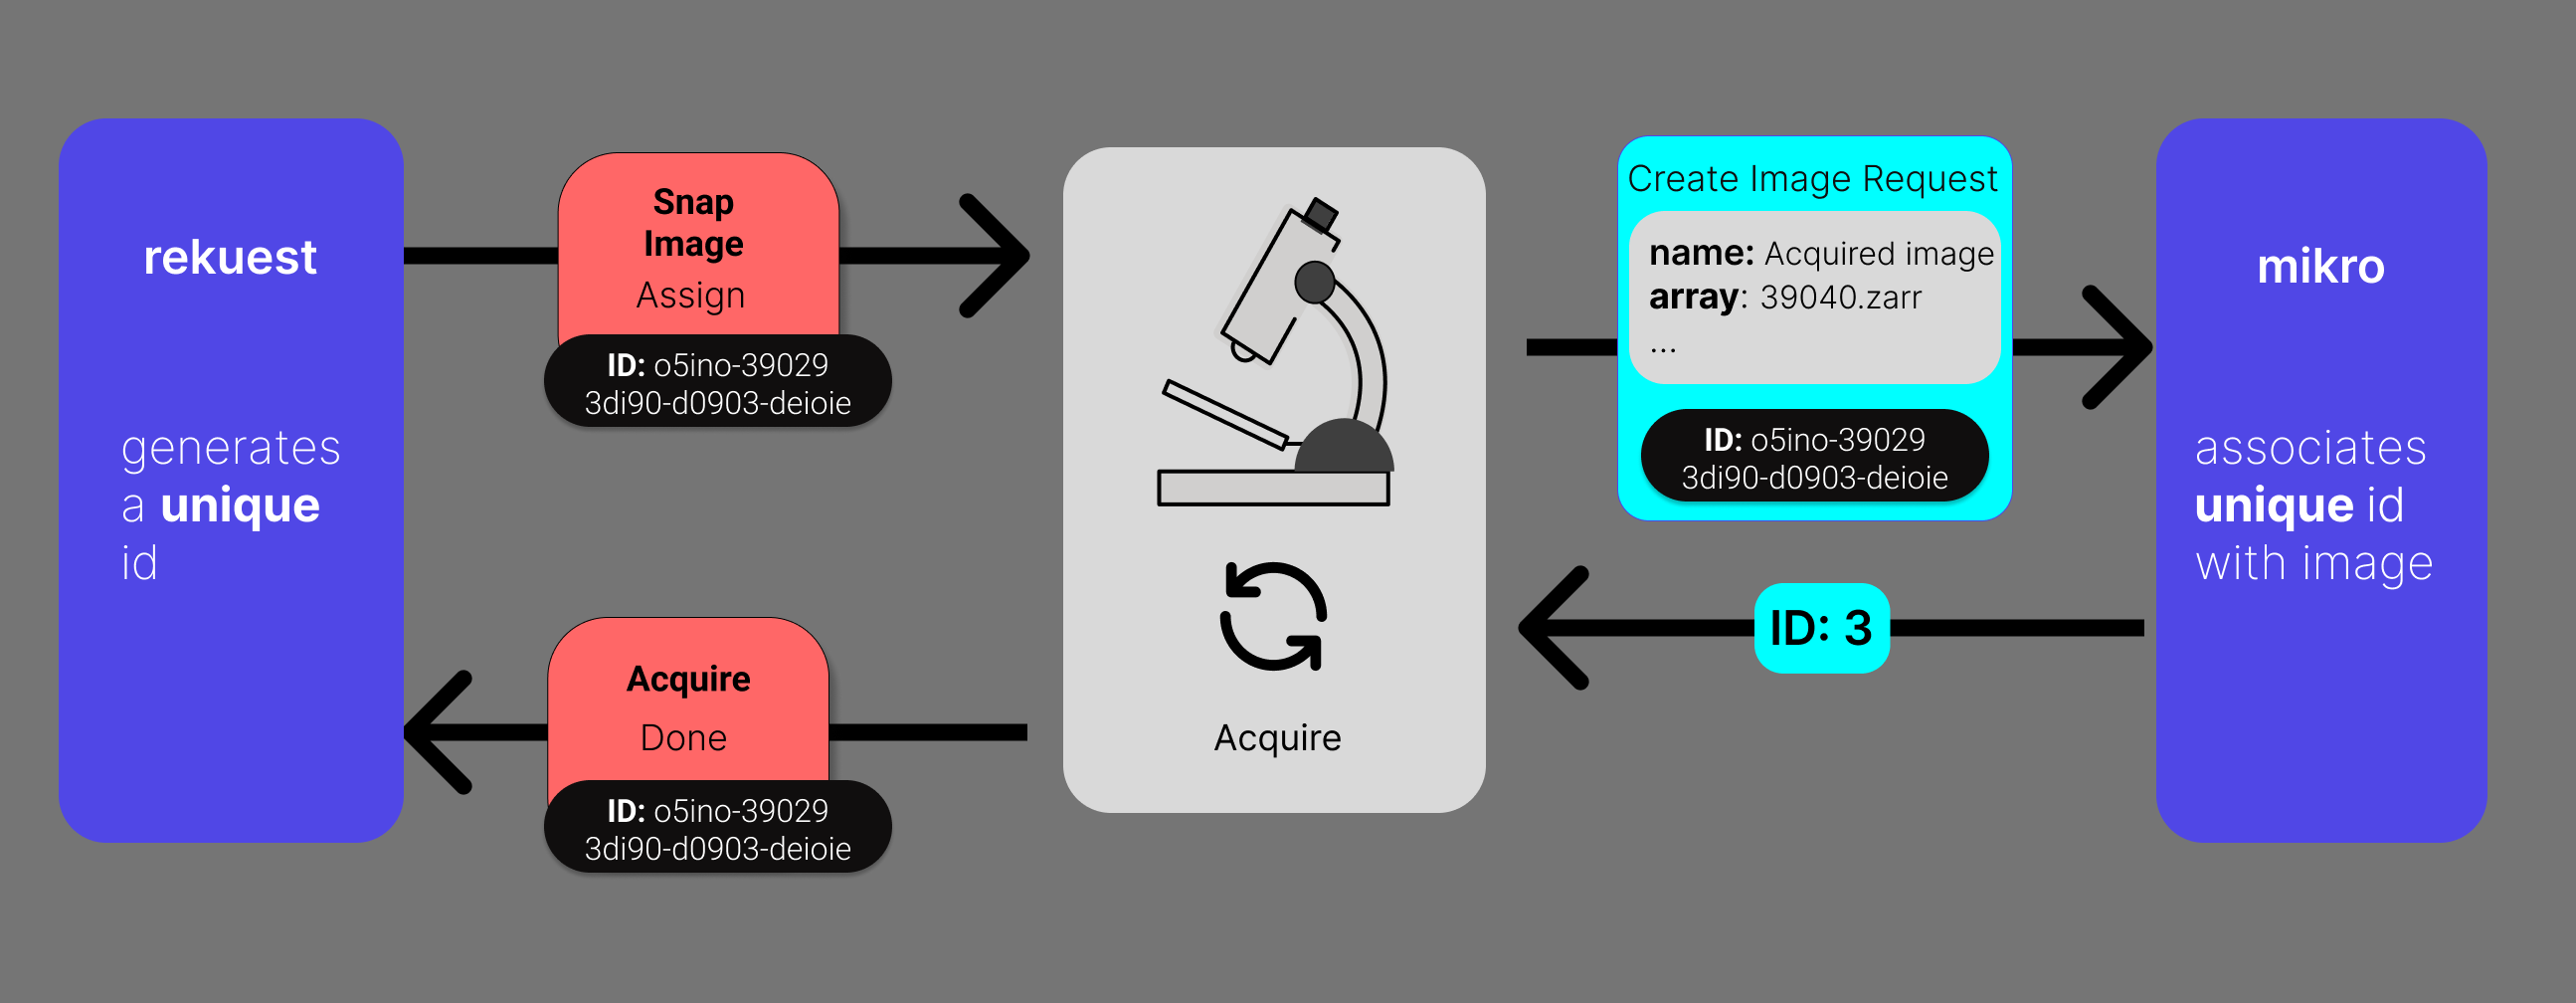 rekuest
generates
a unique
id
Snap
Image
Assign
ID: o5ino-39029
3di90-d0903-deioie
Acquire
Done
ID: o5ino-39029
3di90-d0903-deioie
Acquire
Create Image Request
name: Acquired image
array: 39040.zarr
...
ID: o5ino-39029
3di90-d0903-deioie
ID: 3
mikro
associates
unique id
with image